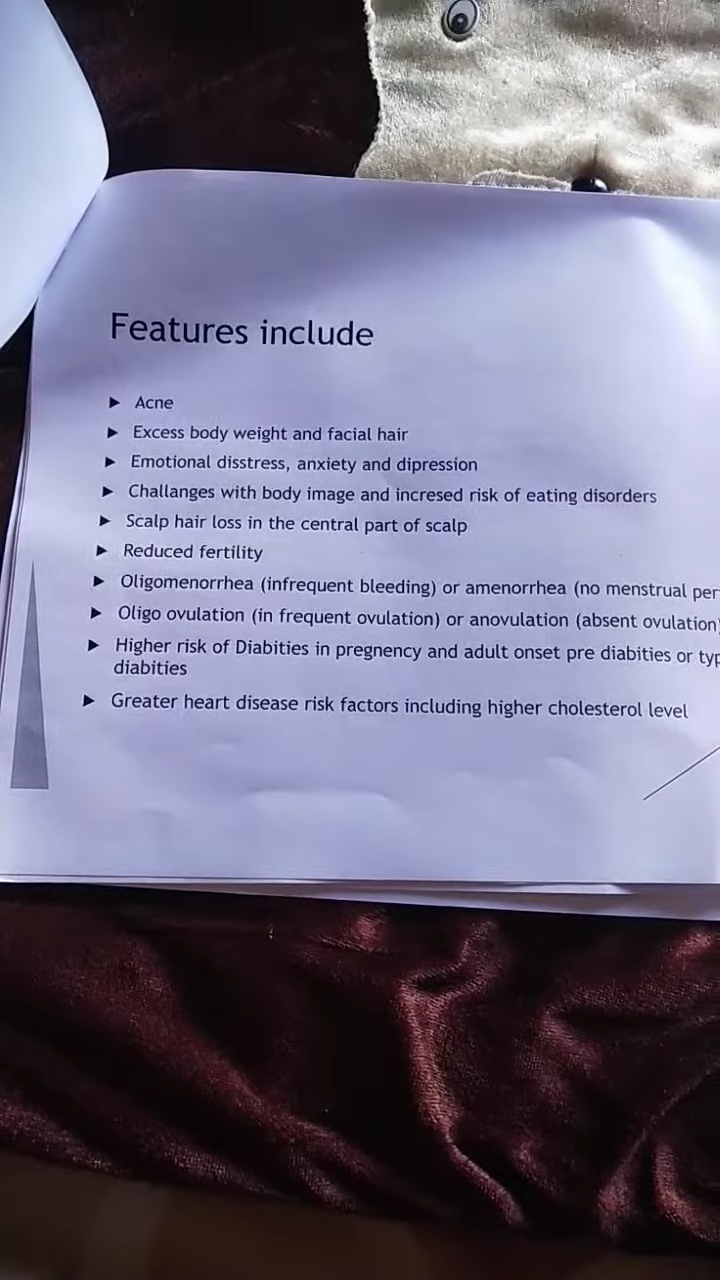 Features include
► Acne
► Excess body weight and facial hair
► Emotional disstress, anxiety and dipression
► Challanges with body image and incresed risk of eating disorders
► Scalp hair loss in the central part of scalp
► Reduced fertility
► Oligomenorrhea (infrequent bleeding) or amenorrhea (no menstrual
► Oligo ovulation (in frequent ovulation) or anovulation (absent ovulation)
► Higher risk of Diabities in pregnency and adult onset pre diabities or
diabities
► Greater heart disease risk factors including higher cholesterol level